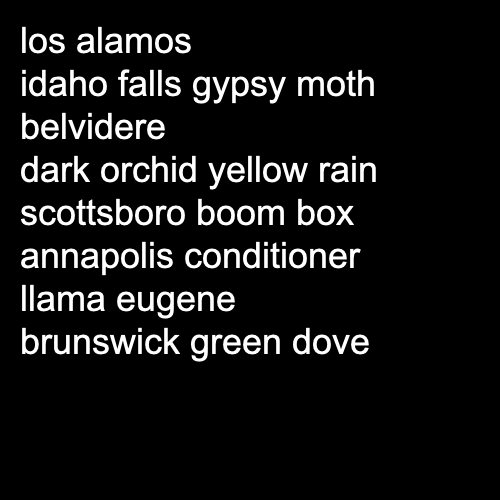 los alamos
idaho falls gypsy moth
belvidere
dark orchid yellow rain
scottsboro boom box
annapolis conditioner
llama eugene
brunswick green dove